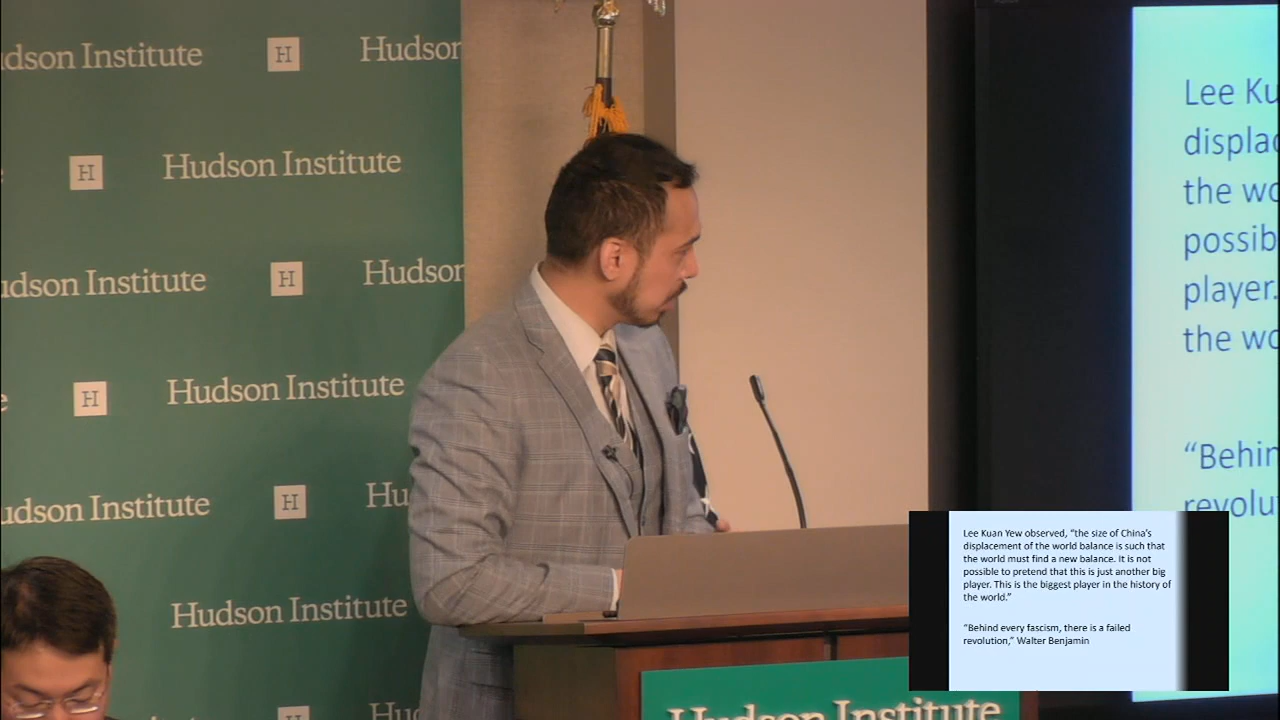 dson Institute H Hudson
H Hudson Institute
udson Institute H Hudson
H Hudson Institute
udson Institute H Hu
Hudson Institute
H Hu
Hudson Institute
Lee Ku
displac
the wo
possib
player.
the wo
“Behin
revolu
Lee Kuan Yew observed, “the size of China’s
displacement of the world balance is such that
the world must find a new balance. It is not
possible to pretend that this is just another big
player. This is the biggest player in the history of
the world.”
“Behind every fascism, there is a failed
revolution,” Walter Benjamin